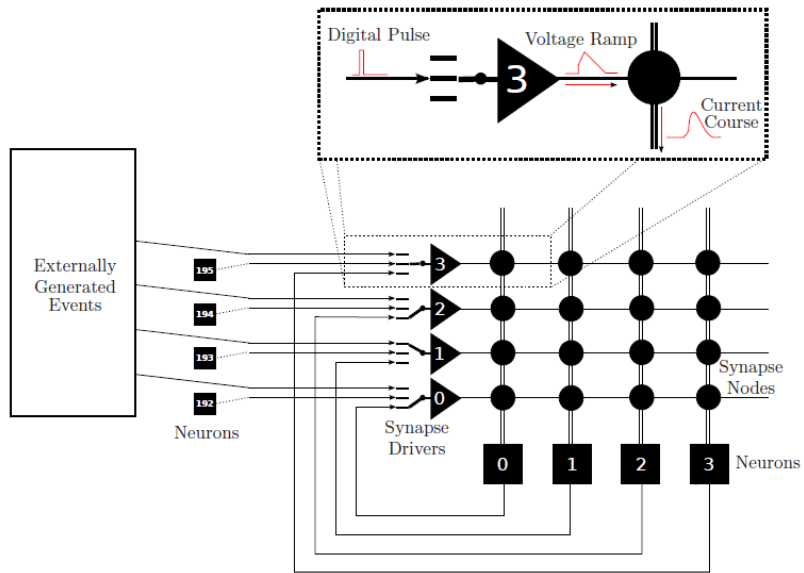 Digital Pulse
Voltage Ramp
3
Current
Course
Externally
Generated
Events
195
3
194
2
193
1
Synapse
Nodes
192
0
Neurons
Synapse
Drivers
0
1
2
3
Neurons